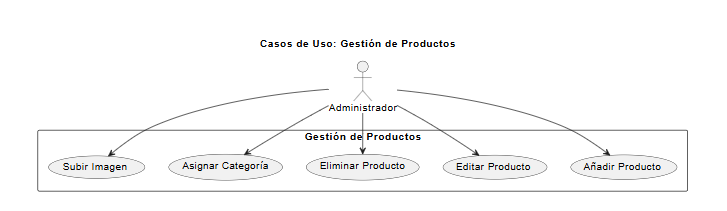 Casos de Uso: Gestión de Productos
Administrador
Gestión de Productos
Subir Imagen
Asignar Categoría
Eliminar Producto
Editar Producto
Añadir Producto